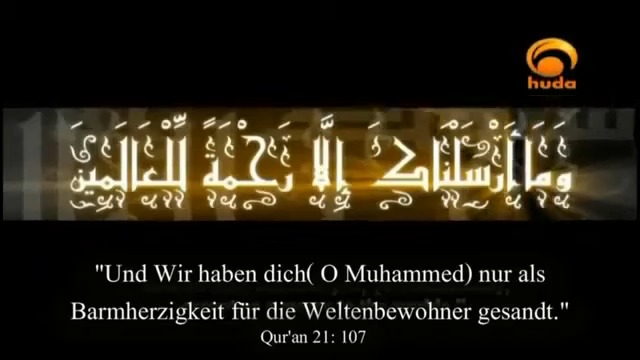 huda
وَمَا أَرْسَلْنَاكَ إِلَّا رَحْمَةً لِّلْعَالَمِينَ
"Und Wir haben dich( O Muhammed) nur als
Barmherzigkeit für die Weltenbewohner gesandt."
Qur'an 21: 107